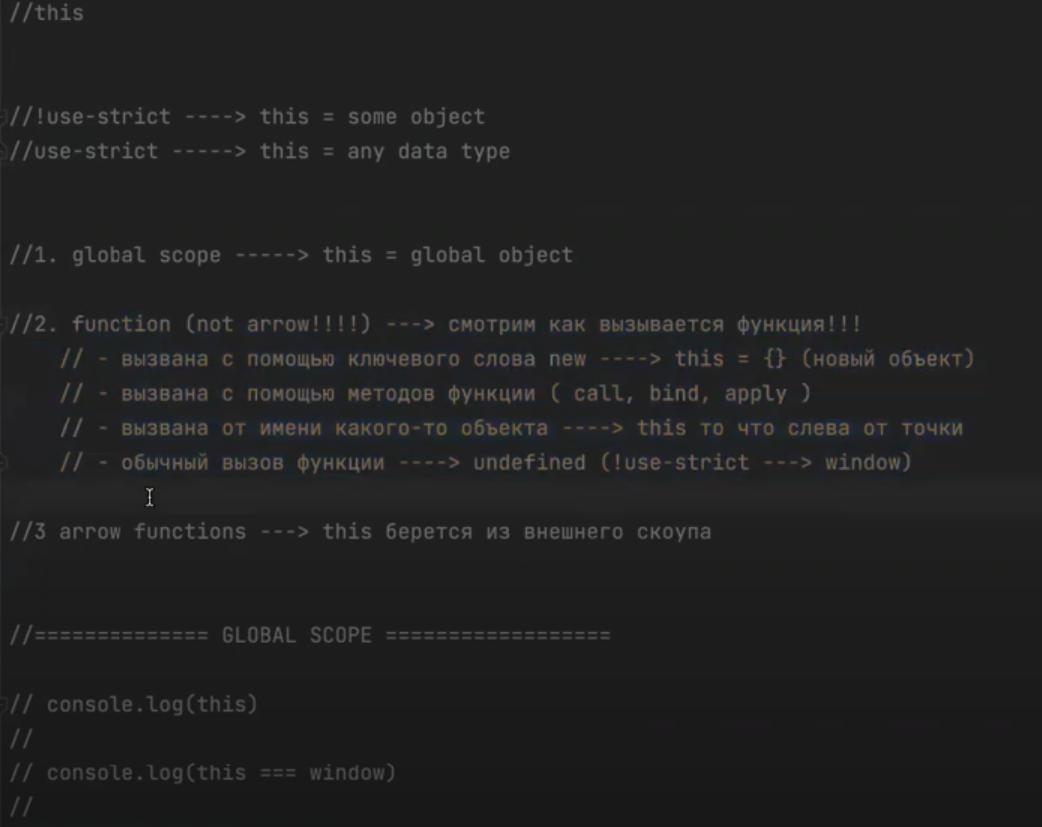 //this
//!use-strict ----> this = some object
//use-strict -----> this = any data type
//1. global scope -----> this = global object
//2. function (not arrow!!!!) ---> смотрим как вызывается функция!!!
// - вызвана с помощью ключевого слова new ----> this = {} (новый объект)
// - вызвана с помощью методов функции ( call, bind, apply )
// - вызвана от имени какого-то объекта ----> this то что слева от точки
// - обычный вызов функции ----> undefined (!use-strict ---> window)
//3 arrow functions ---> this берется из внешнего скоупа
//============== GLOBAL SCOPE ==================
// console.log(this)
//
// console.log(this === window)
//